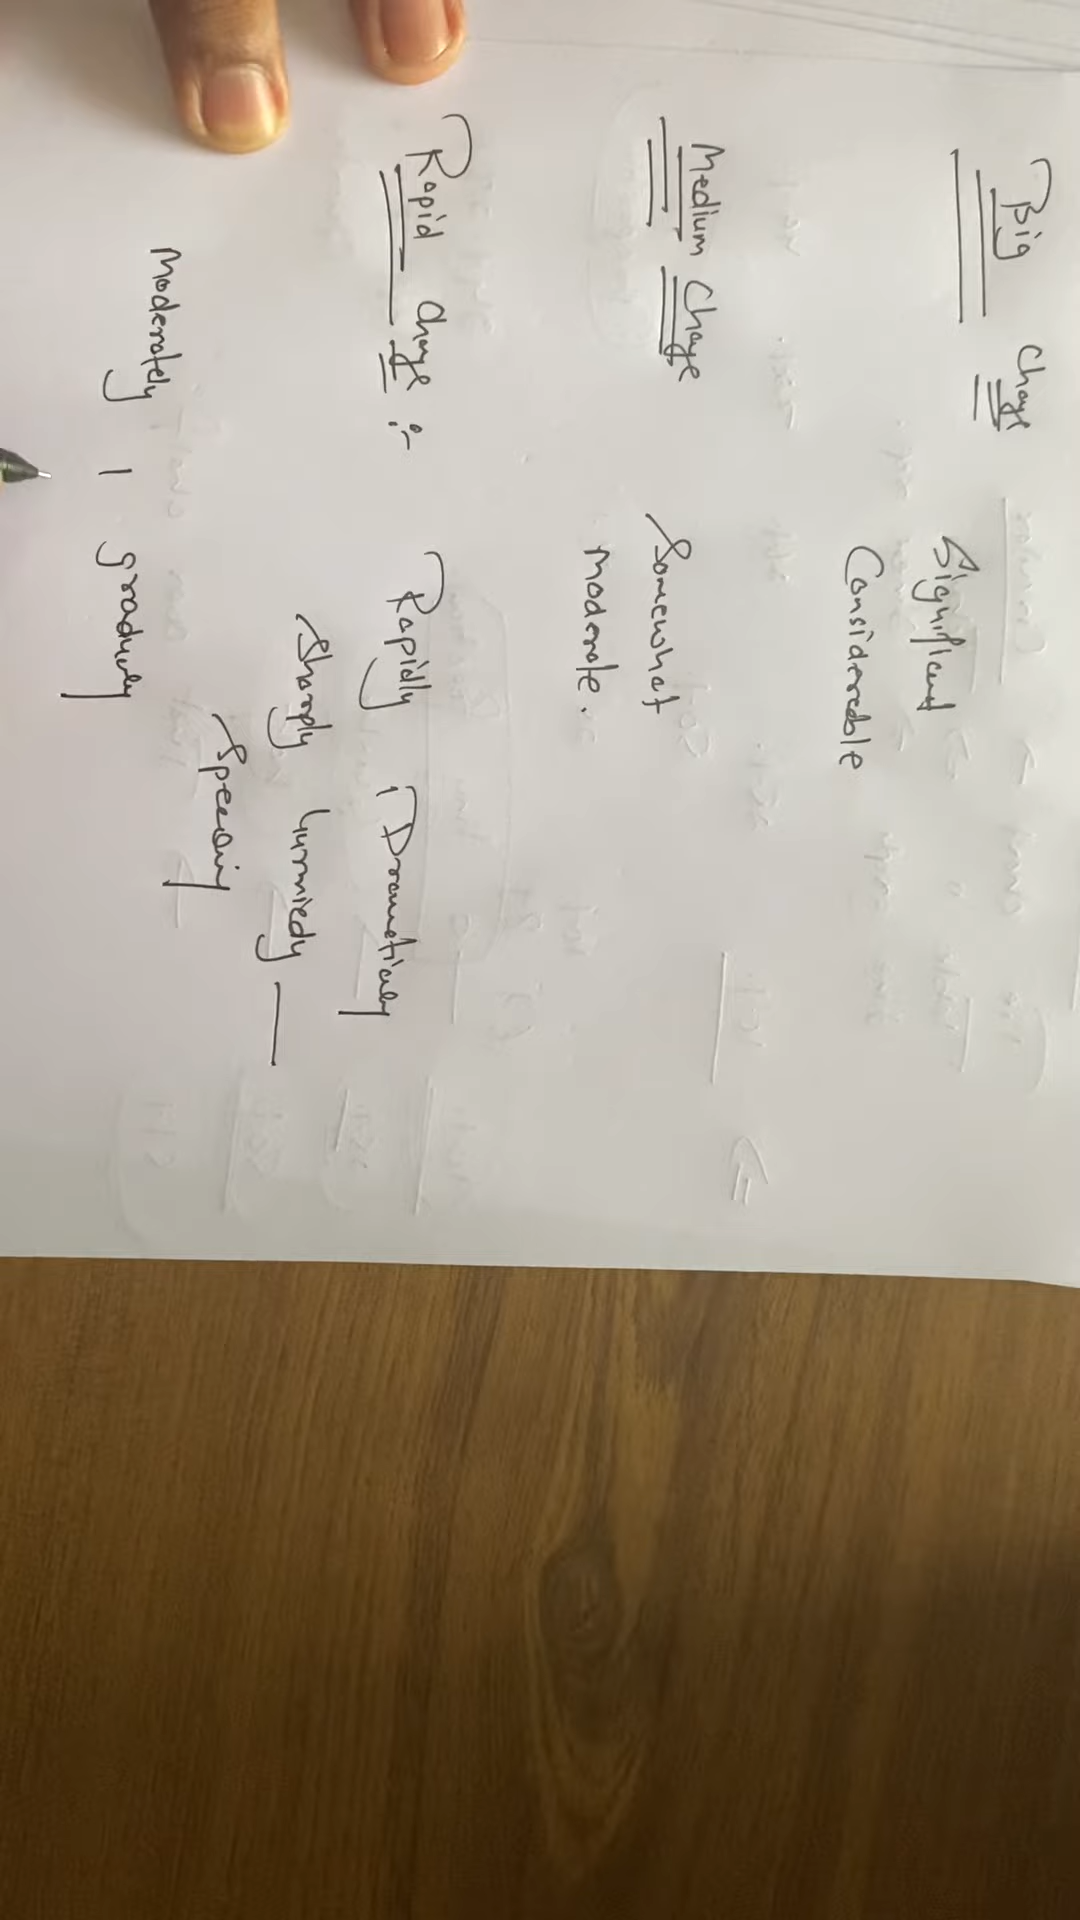 Big Change
Significant
Considerable
Medium Change
Somewhat
moderate.
Rapid Change :-
Rapidly, Dramatically
Sharply hurriedly
Speedily
Moderately, gradually